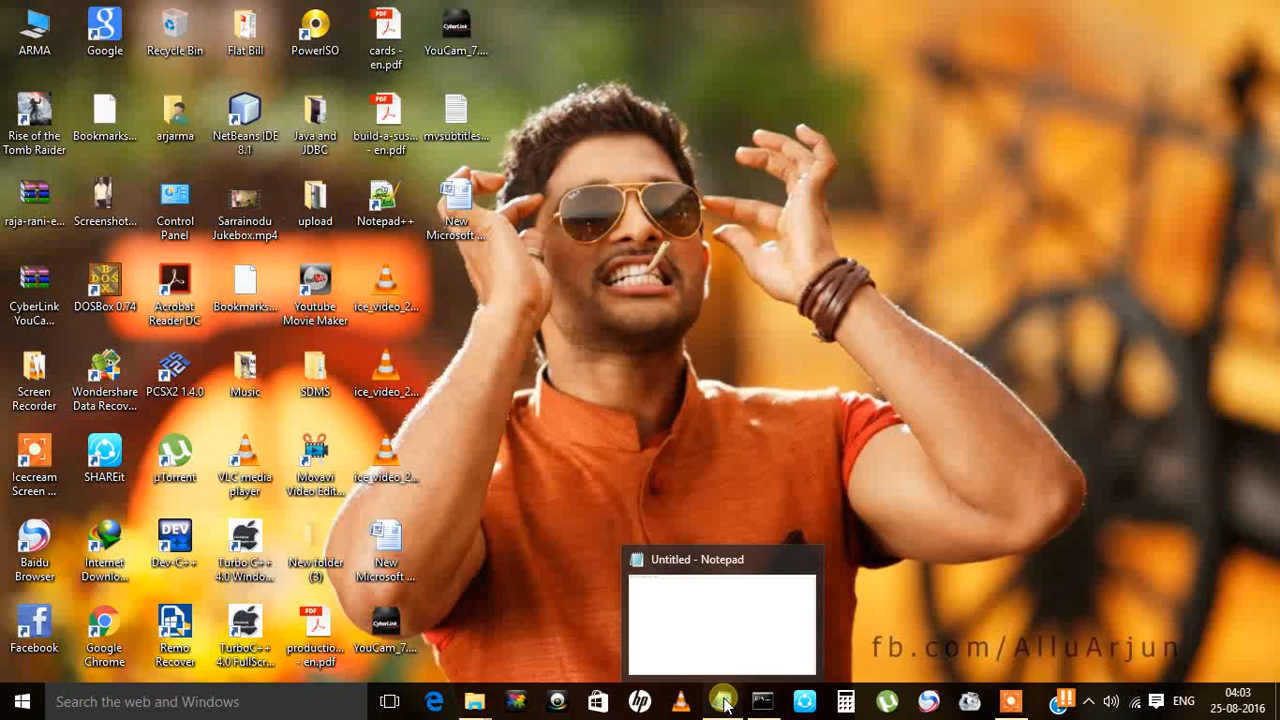 ARMA
Google
Recycle Bin
Flat Bill
PowerISO
cards -
en.pdf
YouCam_7....
Rise of the
Tomb Raider
Bookmarks...
arjarma
NetBeans IDE
8.1
Java and
JDBC
build-a-sus...
- en.pdf
mvsubtitles...
raja-rani-e...
Screenshot...
Control
Panel
Sarrainodu
Jukebox.mp4
upload
Notepad++
New
Microsoft ...
CyberLink
YouCa...
DOSBox 0.74
Acrobat
Reader DC
Bookmarks...
Youtube
Movie Maker
ice_video_2...
Screen
Recorder
Wondershare
Data Recov...
PCSX2 1.4.0
Music
SDMS
ice_video_2...
Icecream
Screen ...
SHAREit
µTorrent
VLC media
player
Movavi
Video Edit...
ice_video_2...
Baidu
Browser
Internet
Downlo...
Dev-C++
Turbo C++
4.0 Windo...
New folder
(3)
New
Microsoft ...
Facebook
Google
Chrome
Remo
Recover
TurboC++
4.0 FullScr...
productio...
- en.pdf
YouCam_7....
Untitled - Notepad
fb.com/AlluArjun
Search the web and Windows
ENG
04:03
25-08-2016